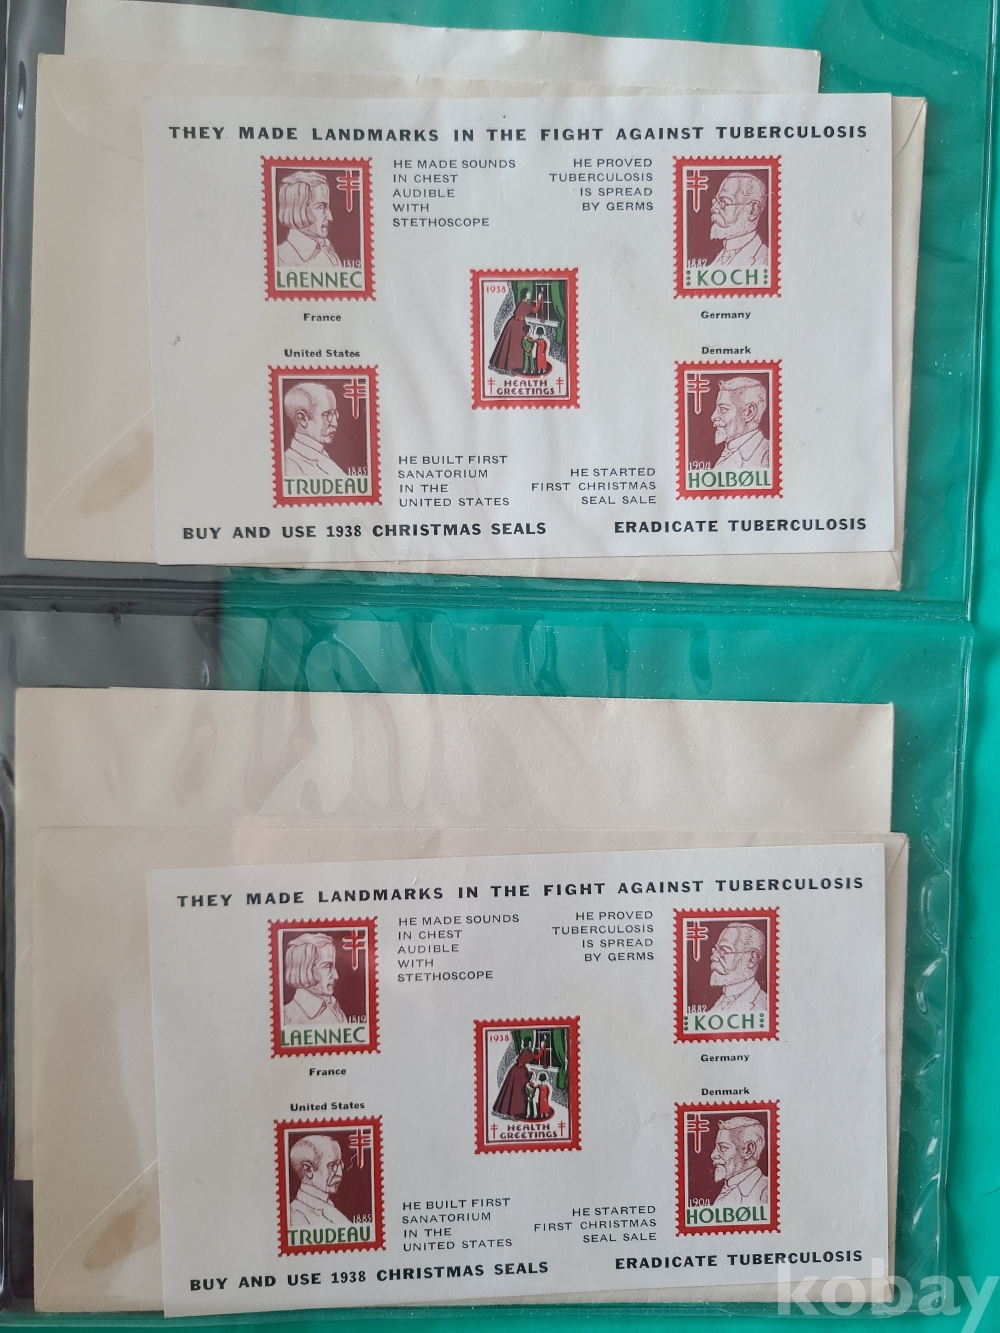 THEY MADE LANDMARKS IN THE FIGHT AGAINST TUBERCULOSIS
1819
LAENNEC
France
HE MADE SOUNDS
IN CHEST
AUDIBLE
WITH
STETHOSCOPE
HE PROVED
TUBERCULOSIS
IS SPREAD
BY GERMS
1882
:KOCH:
Germany
1938
HEALTH
GREETINGS
United States
1885
TRUDEAU
HE BUILT FIRST
SANATORIUM
IN THE
UNITED STATES
Denmark
1904
HOLBØLL
HE STARTED
FIRST CHRISTMAS
SEAL SALE
BUY AND USE 1938 CHRISTMAS SEALS
ERADICATE TUBERCULOSIS
THEY MADE LANDMARKS IN THE FIGHT AGAINST TUBERCULOSIS
1819
LAENNEC
France
HE MADE SOUNDS
IN CHEST
AUDIBLE
WITH
STETHOSCOPE
HE PROVED
TUBERCULOSIS
IS SPREAD
BY GERMS
1882
:KOCH:
Germany
1938
HEALTH
GREETINGS
United States
1885
TRUDEAU
HE BUILT FIRST
SANATORIUM
IN THE
UNITED STATES
Denmark
1904
HOLBØLL
HE STARTED
FIRST CHRISTMAS
SEAL SALE
BUY AND USE 1938 CHRISTMAS SEALS
ERADICATE TUBERCULOSIS
kobay